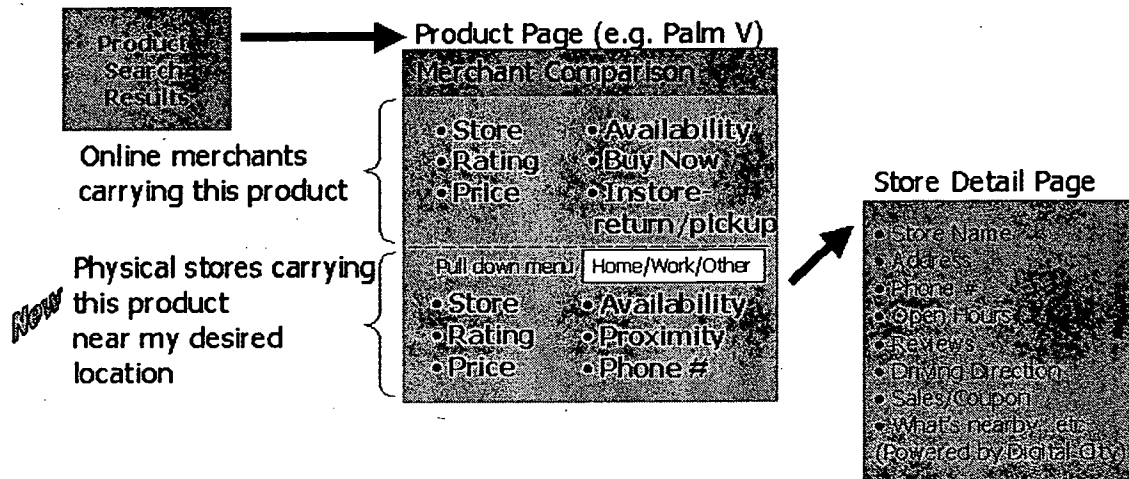 Product
Search
Results
Product Page (e.g. Palm V)
Merchant Comparison
Online merchants
carrying this product
• Store
• Rating
• Price
• Availability
• Buy Now
• Instore-
return/pickup
New
Physical stores carrying
this product
near my desired
location
Pull down menu
Home/Work/Other
• Store
• Rating
• Price
• Availability
• Proximity
• Phone #
Store Detail Page
• Store Name
• Address
• Phone #
• Open Hours
• Reviews
• Driving Direction
• Sales/Coupon
• What's nearby...etc
(Powered by Digital City)